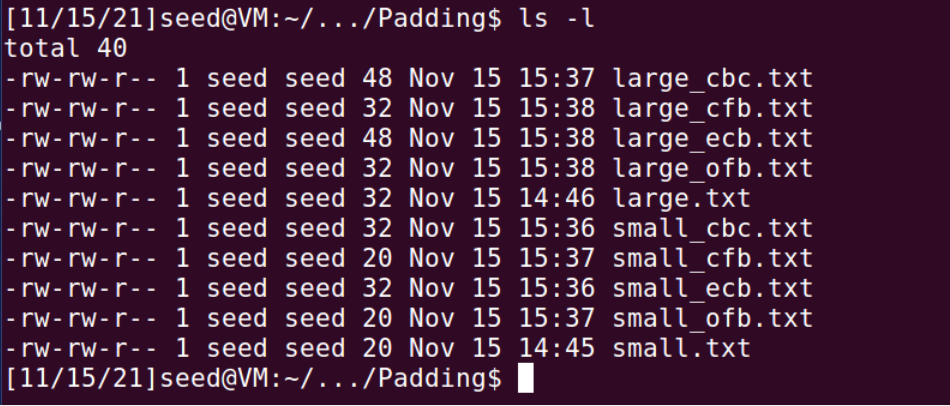 [11/15/21]seed@VM:~/.../Padding$ ls -l
total 40
-rw-rw-r-- 1 seed seed 48 Nov 15 15:37 large_cbc.txt
-rw-rw-r-- 1 seed seed 32 Nov 15 15:38 large_cfb.txt
-rw-rw-r-- 1 seed seed 48 Nov 15 15:38 large_ecb.txt
-rw-rw-r-- 1 seed seed 32 Nov 15 15:38 large_ofb.txt
-rw-rw-r-- 1 seed seed 32 Nov 15 14:46 large.txt
-rw-rw-r-- 1 seed seed 32 Nov 15 15:36 small_cbc.txt
-rw-rw-r-- 1 seed seed 20 Nov 15 15:37 small_cfb.txt
-rw-rw-r-- 1 seed seed 32 Nov 15 15:36 small_ecb.txt
-rw-rw-r-- 1 seed seed 20 Nov 15 15:37 small_ofb.txt
-rw-rw-r-- 1 seed seed 20 Nov 15 14:45 small.txt
[11/15/21]seed@VM:~/.../Padding$